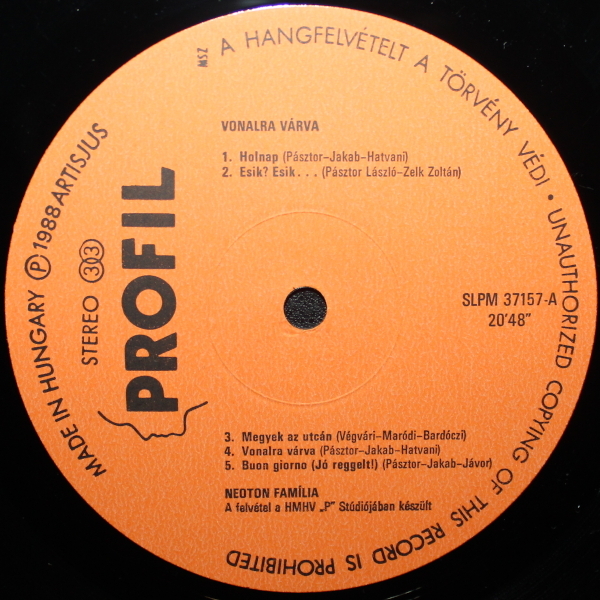 MSZ A HANGFELVÉTELT A TÖRVÉNY VÉDI • UNAUTHORIZED COPYING OF THIS RECORD IS PROHIBITED
MADE IN HUNGARY Ⓟ 1988 ARTISJUS
STEREO 33
PROFIL
VONALRA VÁRVA
1. Holnap (Pásztor–Jakab–Hatvani)
2. Esik? Esik... (Pásztor László–Zelk Zoltán)
SLPM 37157-A
20'48"
3. Megyek az utcán (Végvári–Maródi–Bardóczi)
4. Vonalra várva (Pásztor–Jakab–Hatvani)
5. Buon giorno (Jó reggelt!) (Pásztor–Jakab–Jávor)
NEOTON FAMÍLIA
A felvétel a HMHV „P” Stúdiójában készült